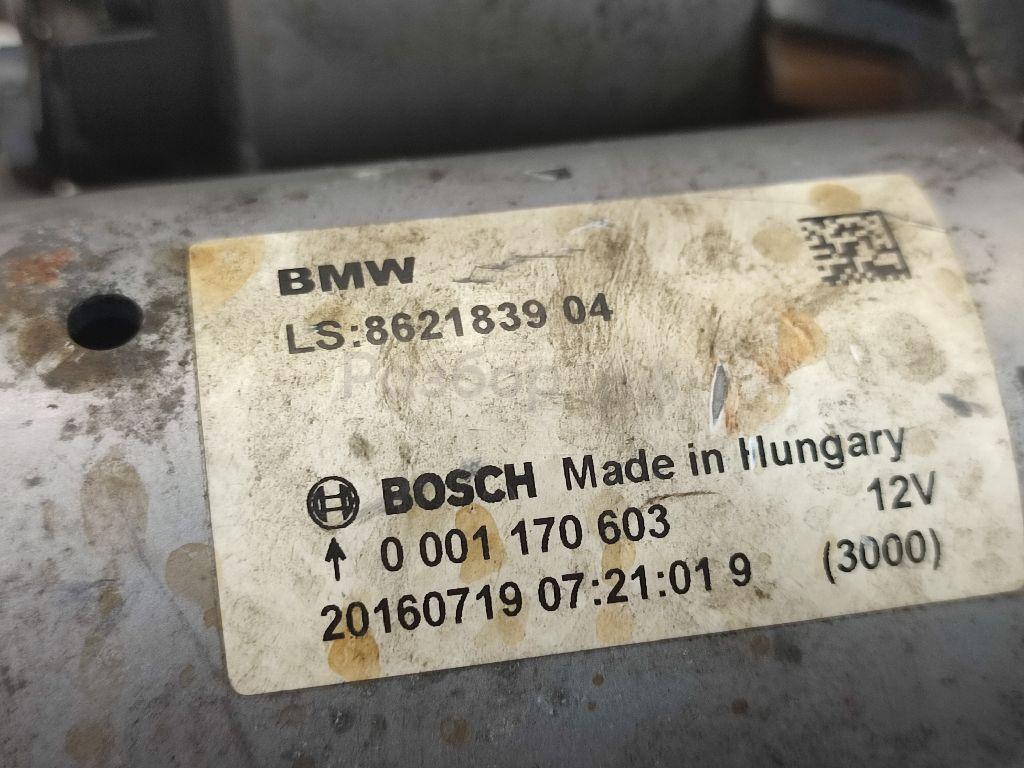 BMW
LS:8621839 04
BOSCH Made in Hungary
0 001 170 603 12V
20160719 07:21:01 9 (3000)